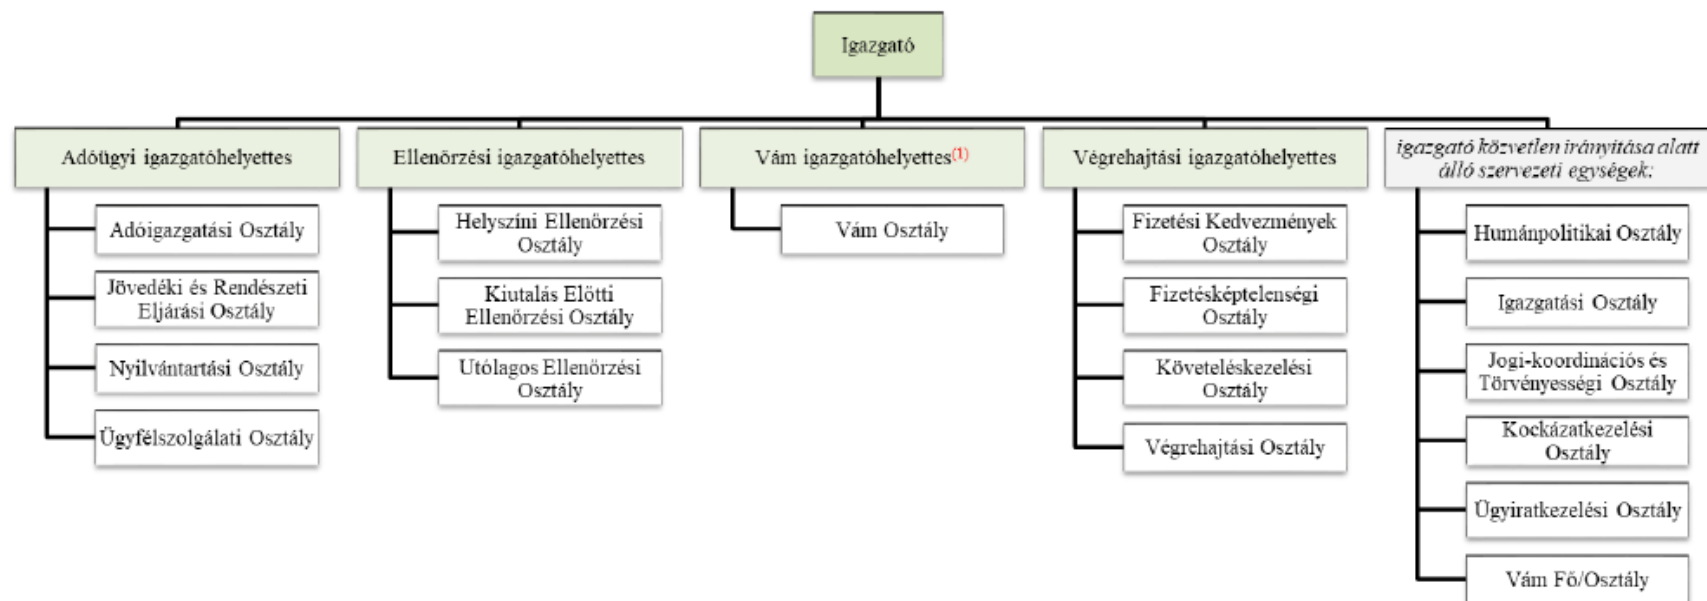 Igazgató
Adóügyi igazgatóhelyettes
Adóigazgatási Osztály
Jövedéki és Rendészeti
Eljárási Osztály
Nyilvántartási Osztály
Ügyfélszolgálati Osztály
Ellenőrzési igazgatóhelyettes
Helyszíni Ellenőrzési
Osztály
Kiutalás Előtti
Ellenőrzési Osztály
Utólagos Ellenőrzési
Osztály
Vám igazgatóhelyettes(1)
Vám Osztály
Végrehajtási igazgatóhelyettes
Fizetési Kedvezmények
Osztály
Fizetésképtelenségi
Osztály
Követeléskezelési
Osztály
Végrehajtási Osztály
igazgató közvetlen irányítása alatt
álló szervezeti egységek:
Humánpolitikai Osztály
Igazgatási Osztály
Jogi-koordinációs és
Törvényességi Osztály
Kockázatkezelési
Osztály
Ügyiratkezelési Osztály
Vám Fő/Osztály